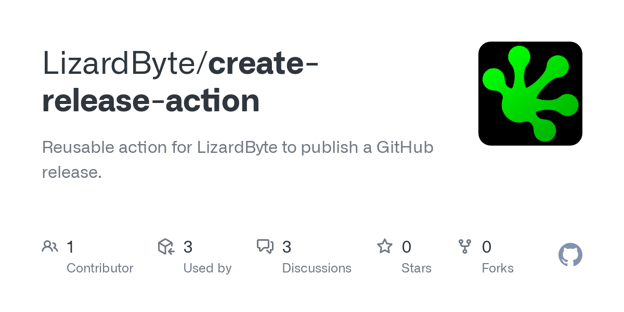 LizardByte/create-
release-action
Reusable action for LizardByte to publish a GitHub
release.
1
Contributor
3
Used by
3
Discussions
0
Stars
0
Forks